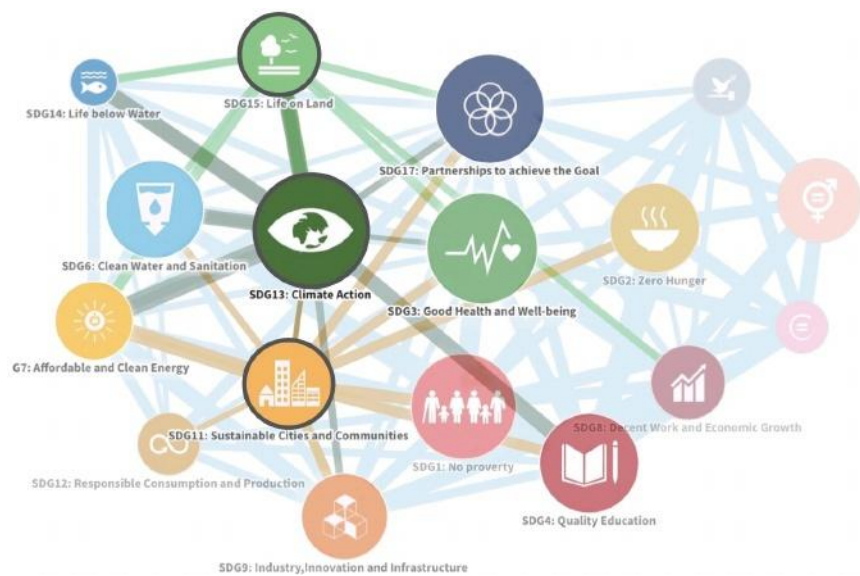 SDG14: Life below Water
SDG15: Life on Land
SDG17: Partnerships to achieve the Goal
SDG6: Clean Water and Sanitation
SDG13: Climate Action
SDG3: Good Health and Well-being
SDG2: Zero Hunger
G7: Affordable and Clean Energy
SDG11: Sustainable Cities and Communities
SDG8: Decent Work and Economic Growth
SDG1: No proverty
SDG12: Responsible Consumption and Production
SDG4: Quality Education
SDG9: Industry,Innovation and Infrastructure